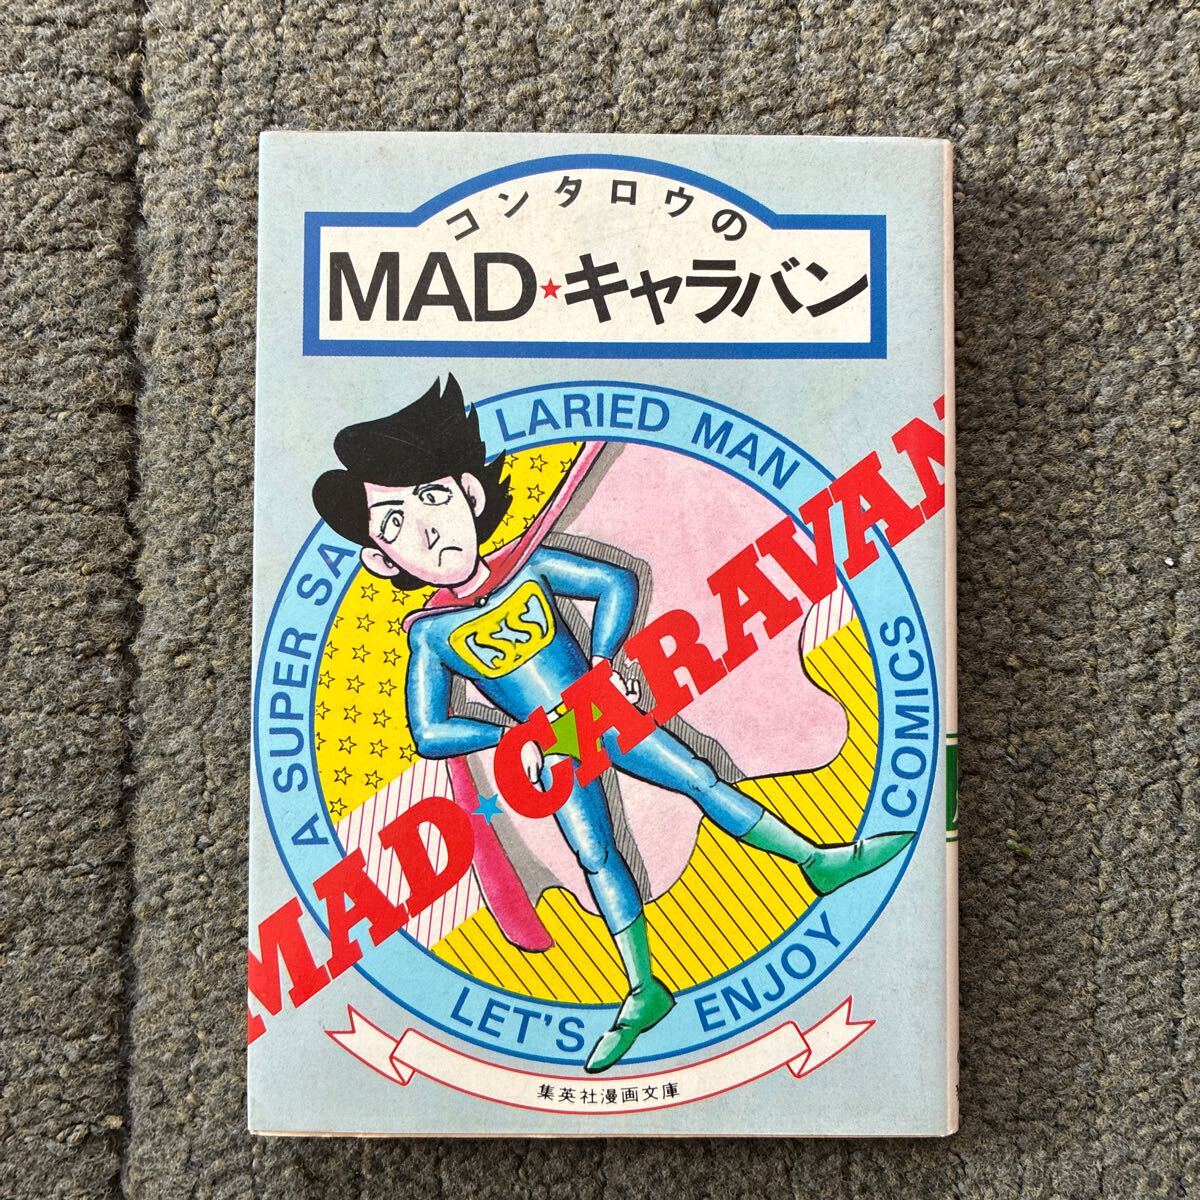 コンタロウの
MAD★キャラバン
A SUPER SALARIED MAN
LET'S ENJOY COMICS
SXSY
MAD★CARAVAN
集英社漫画文庫